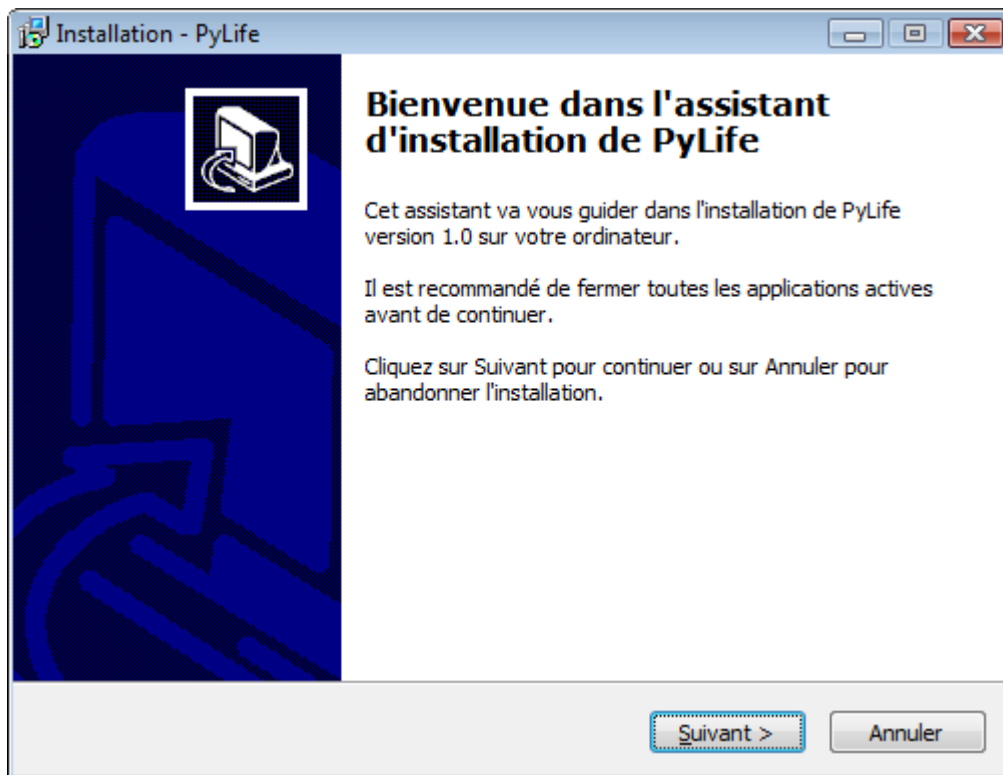 Installation - PyLife
Bienvenue dans l'assistant
d'installation de PyLife
Cet assistant va vous guider dans l'installation de PyLife
version 1.0 sur votre ordinateur.
Il est recommandé de fermer toutes les applications actives
avant de continuer.
Cliquez sur Suivant pour continuer ou sur Annuler pour
abandonner l'installation.
Suivant >
Annuler